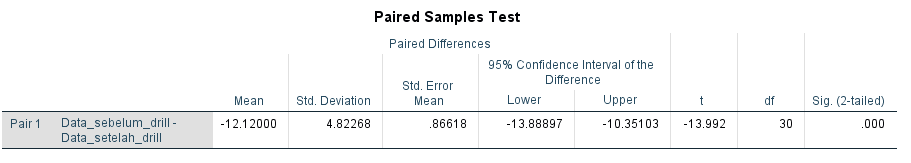 Paired Samples Test
Paired Differences
95% Confidence Interval of the
Difference
Std. Error
Mean Std. Deviation Mean Lower Upper t df Sig. (2-tailed)
Pair 1 Data_sebelum_drill - -12.12000 4.82268 .86618 -13.88897 -10.35103 -13.992 30 .000
Data_setelah_drill